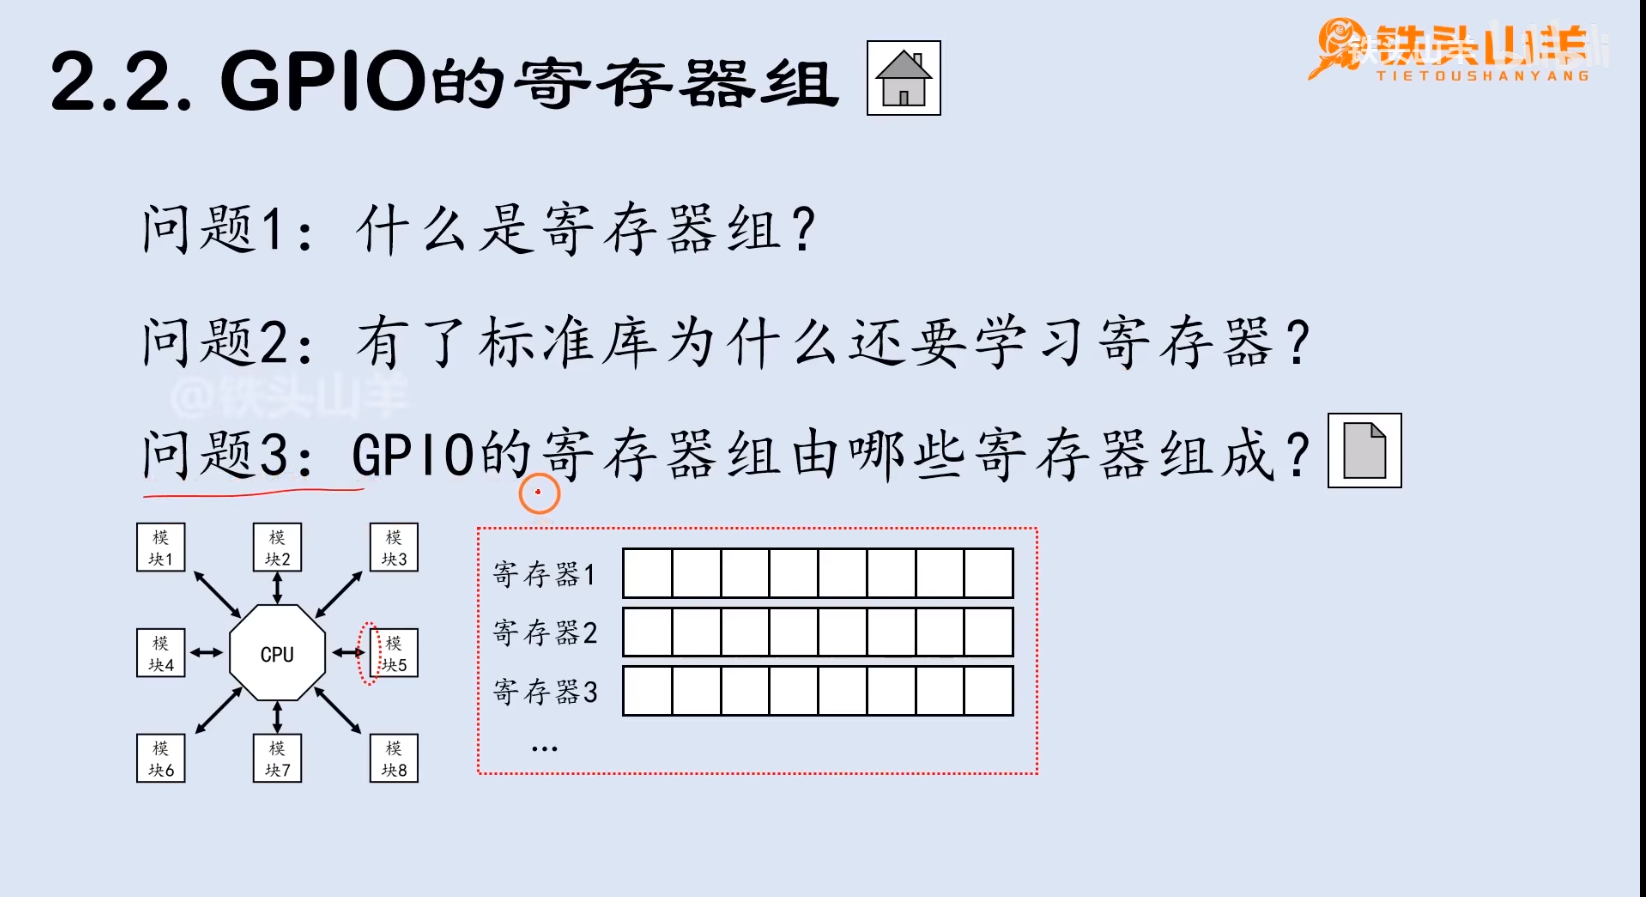 2.2. GPIO的寄存器组
铁头山羊
TIETOUSHANYANG
问题1：什么是寄存器组？
问题2：有了标准库为什么还要学习寄存器？
@铁头山羊
问题3：GPIO的寄存器组由哪些寄存器组成？
模块1
模块2
模块3
模块4
CPU
模块5
模块6
模块7
模块8
寄存器1
寄存器2
寄存器3
...